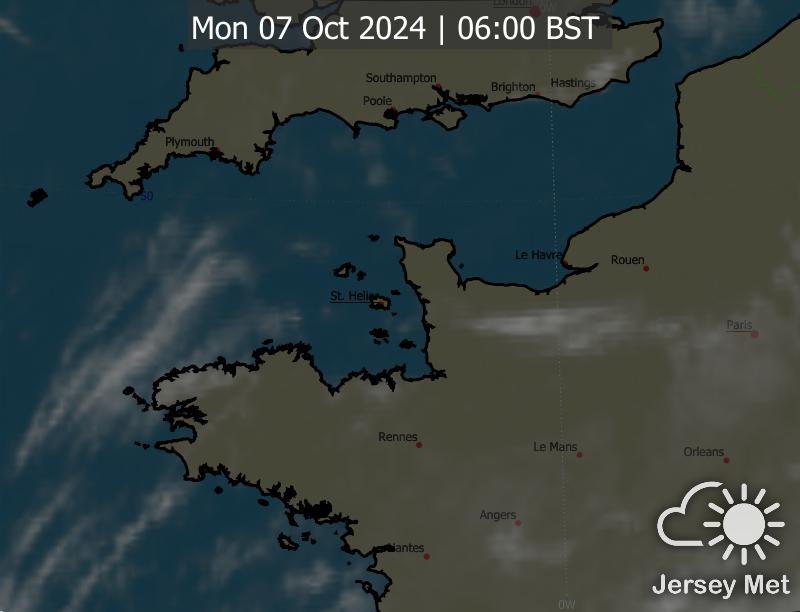 London
0W
Mon 07 Oct 2024 | 06:00 BST
Southampton
Brighton
Hastings
Poole
Plymouth
50
Le Havre
Rouen
St. Helier
Paris
Rennes
Le Mans
Orleans
Angers
Nantes
Jersey Met
0W